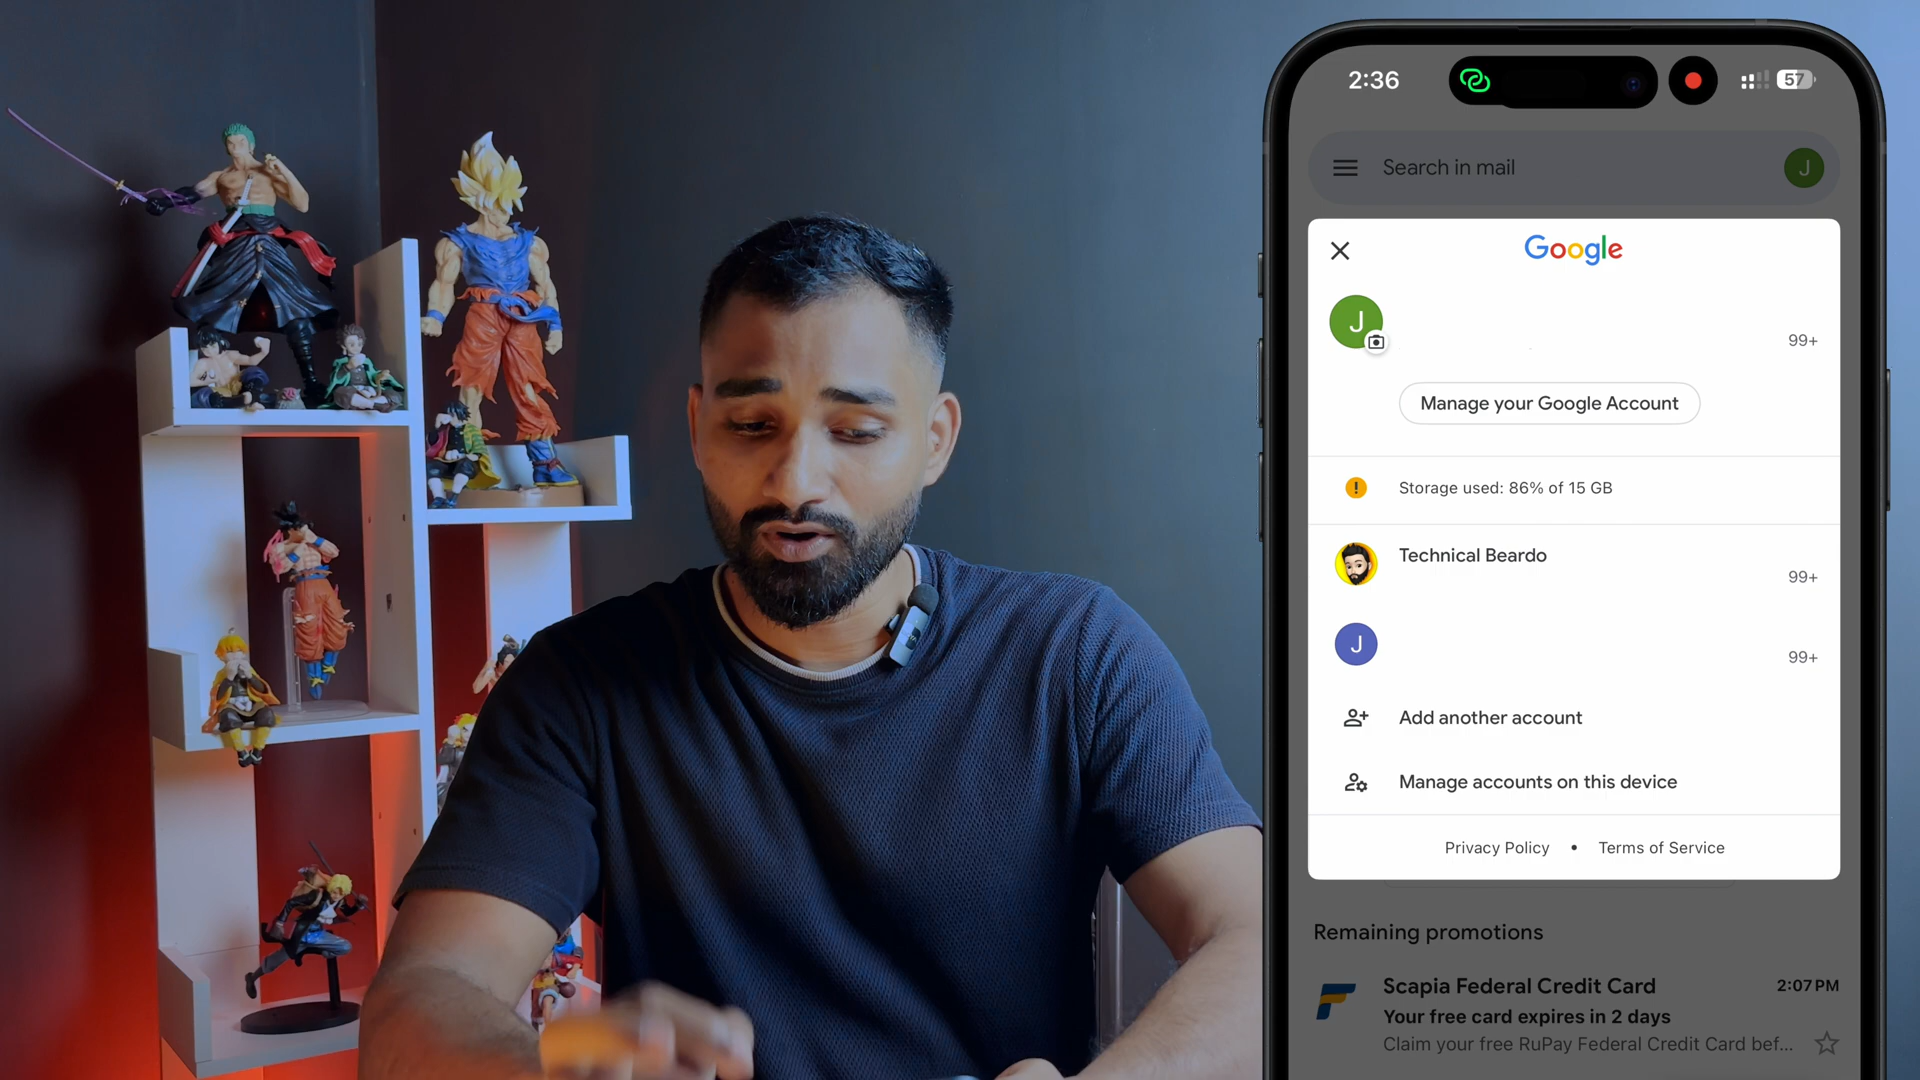 2:36
57
Search in mail
J
Google
J
99+
Manage your Google Account
Storage used: 86% of 15 GB
Technical Beardo
99+
J
99+
Add another account
Manage accounts on this device
Privacy Policy • Terms of Service
Remaining promotions
Scapia Federal Credit Card 2:07 PM
Your free card expires in 2 days
Claim your free RuPay Federal Credit Card bef...